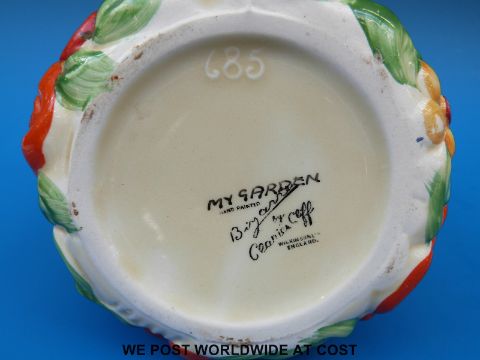 685
MY GARDEN
HAND PAINTED
Bizarre
by
Clarice Cliff
WILKINSON LTD
ENGLAND.
WE POST WORLDWIDE AT COST